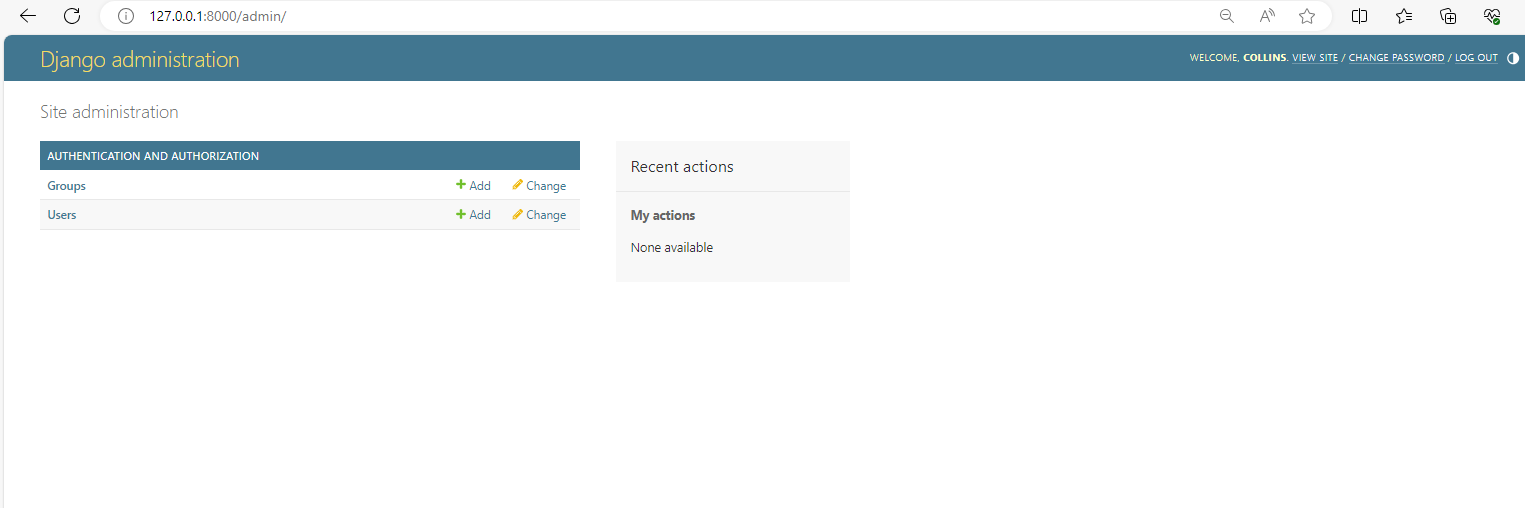 127.0.0.1:8000/admin/
Django administration
WELCOME, COLLINS. VIEW SITE / CHANGE PASSWORD / LOG OUT
Site administration
AUTHENTICATION AND AUTHORIZATION
Groups Add Change
Users Add Change
Recent actions
My actions
None available